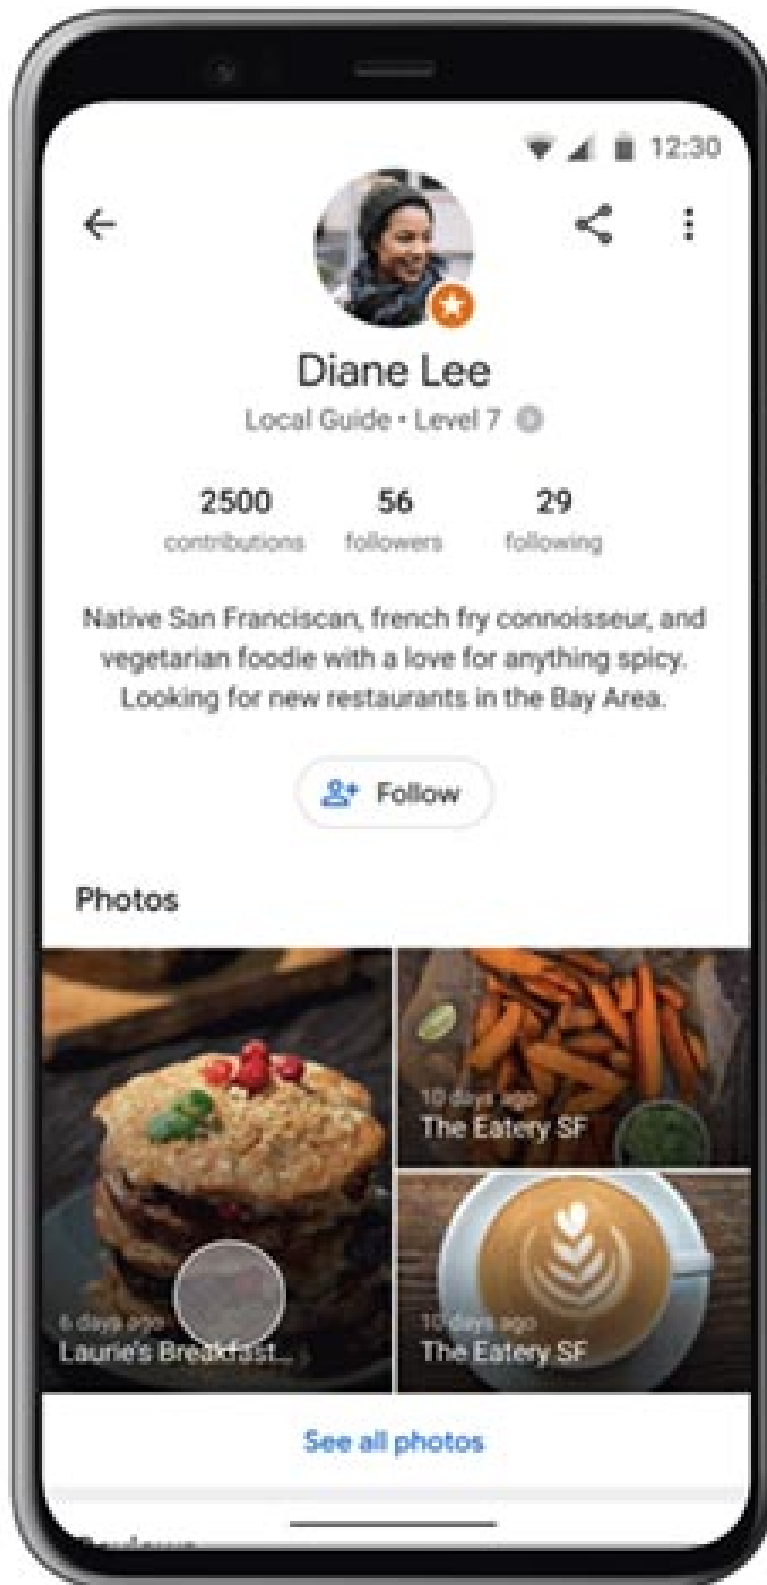 12:30
Diane Lee
Local Guide • Level 7
2500 56 29
contributions followers following
Native San Franciscan, french fry connoisseur, and
vegetarian foodie with a love for anything spicy.
Looking for new restaurants in the Bay Area.
Follow
Photos
10 days ago
The Eatery SF
6 days ago
Laurie's Breakfast...
10 days ago
The Eatery SF
See all photos